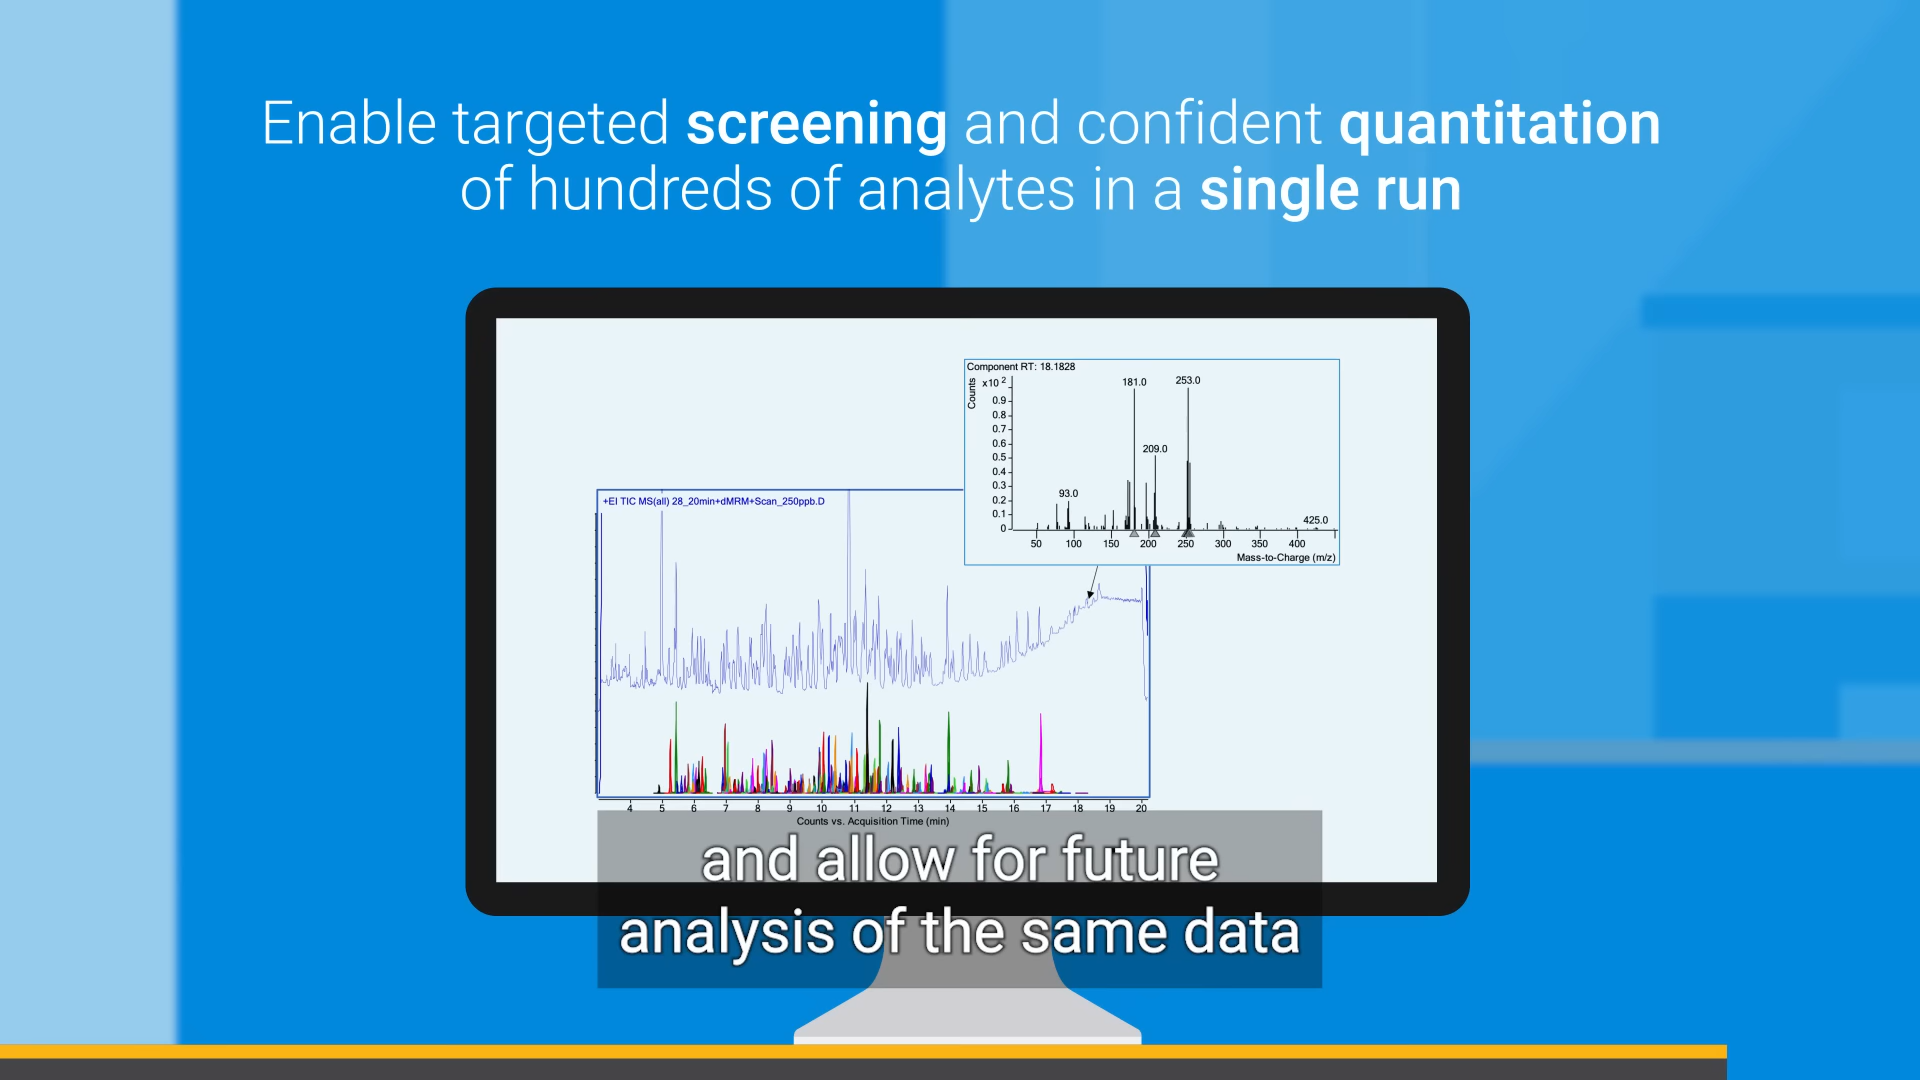 Enable targeted screening and confident quantitation
of hundreds of analytes in a single run
Component RT: 18.1828
Counts
x10 2
0.9
0.8
0.7
0.6
0.5
0.4
0.3
0.2
0.1
0
181.0
253.0
209.0
93.0
425.0
50 100 150 200 250 300 350 400
Mass-to-Charge (m/z)
+EI TIC MS(all) 28_20min+dMRM+Scan_250ppb.D
4 5 6 7 8 9 10 11 12 13 14 15 16 17 18 19 20
Counts vs. Acquisition Time (min)
and allow for future
analysis of the same data